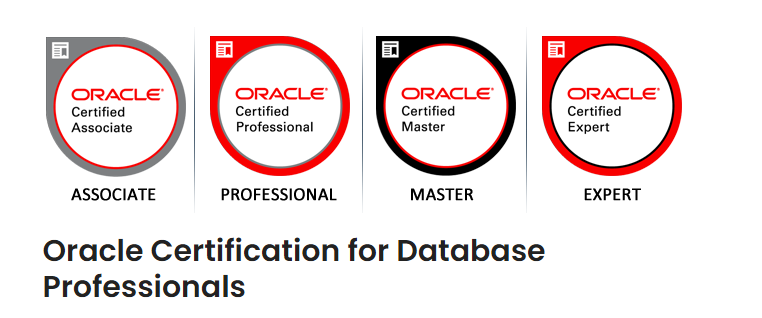 ORACLE®
Certified
Associate
ORACLE®
Certified
Professional
ORACLE®
Certified
Master
ORACLE®
Certified
Expert
ASSOCIATE
PROFESSIONAL
MASTER
EXPERT
Oracle Certification for Database
Professionals